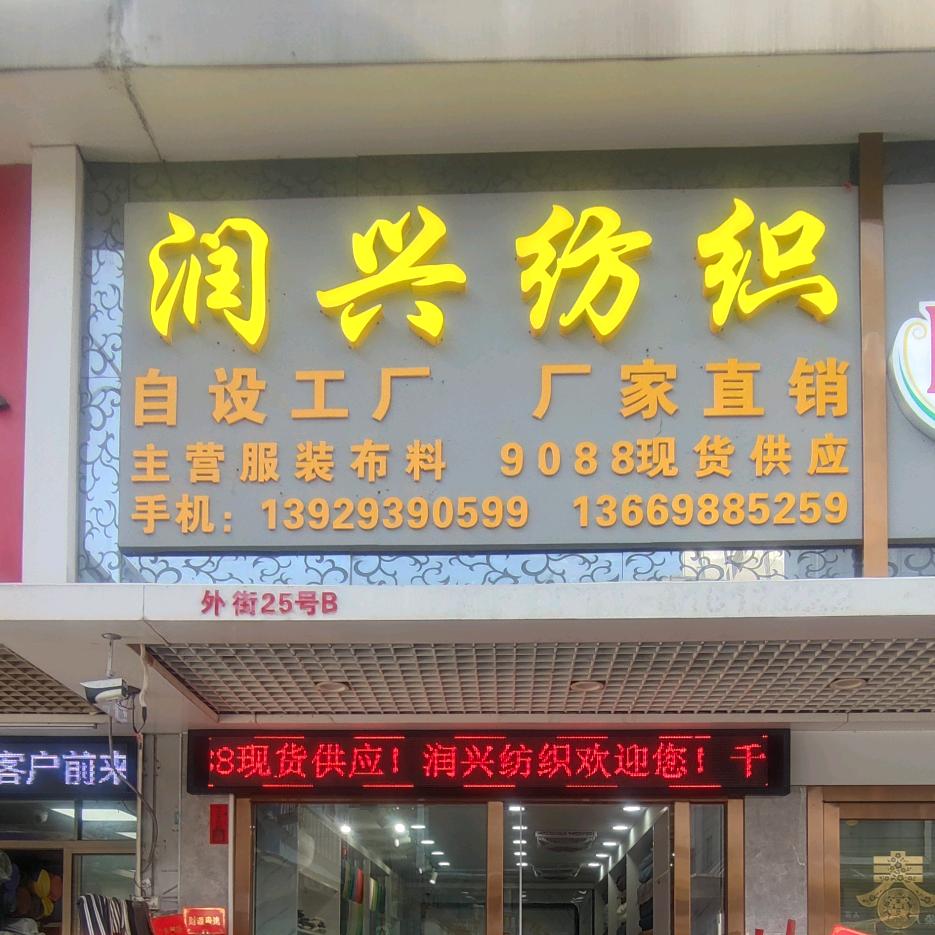 润兴纺织
自设工厂 厂家直销
主营服装布料 9088现货供应
手机：13929390599 13669885259
外街25号B
88现货供应！润兴纺织欢迎您！千
客户前来
春